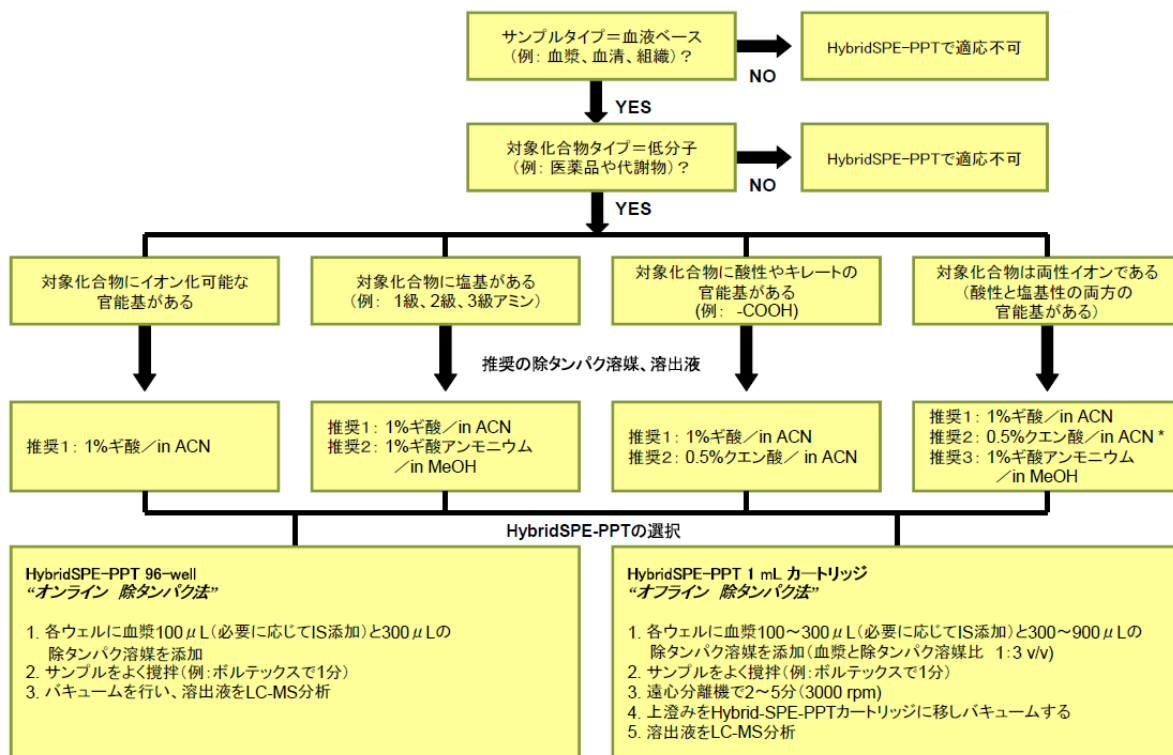 サンプルタイプ＝血液ベース
(例： 血漿、血清、組織)？
HybridSPE-PPTで適応不可
NO
YES
対象化合物タイプ＝低分子
(例： 医薬品や代謝物)？
HybridSPE-PPTで適応不可
NO
YES
対象化合物にイオン化可能な
官能基がある
対象化合物に塩基がある
(例： 1級、2級、3級アミン)
対象化合物に酸性やキレートの
官能基がある
(例： -COOH)
対象化合物は両性イオンである
(酸性と塩基性の両方の
官能基がある)
推奨の除タンパク溶媒、溶出液
推奨1： 1%ギ酸／in ACN
推奨1： 1%ギ酸／in ACN
推奨2： 1%ギ酸アンモニウム
／in MeOH
推奨1： 1%ギ酸／in ACN
推奨2： 0.5%クエン酸／ in ACN
推奨1： 1%ギ酸／in ACN
推奨2： 0.5%クエン酸／in ACN *
推奨3： 1%ギ酸アンモニウム
／in MeOH
HybridSPE-PPTの選択
HybridSPE-PPT 96-well
“オンライン 除タンパク法”
1. 各ウェルに血漿100μL(必要に応じてIS添加)と300μLの
除タンパク溶媒を添加
2. サンプルをよく撹拌(例：ボルテックスで1分)
3. バキュームを行い、溶出液をLC-MS分析
HybridSPE-PPT 1 mL カートリッジ
“オフライン 除タンパク法”
1. 各ウェルに血漿100～300μL(必要に応じてIS添加)と300～900μLの
除タンパク溶媒を添加(血漿と除タンパク溶媒比 1：3 v/v)
2. サンプルをよく撹拌(例：ボルテックスで1分)
3. 遠心分離機で2～5分(3000 rpm)
4. 上澄みをHybrid-SPE-PPTカートリッジに移しバキュームする
5. 溶出液をLC-MS分析